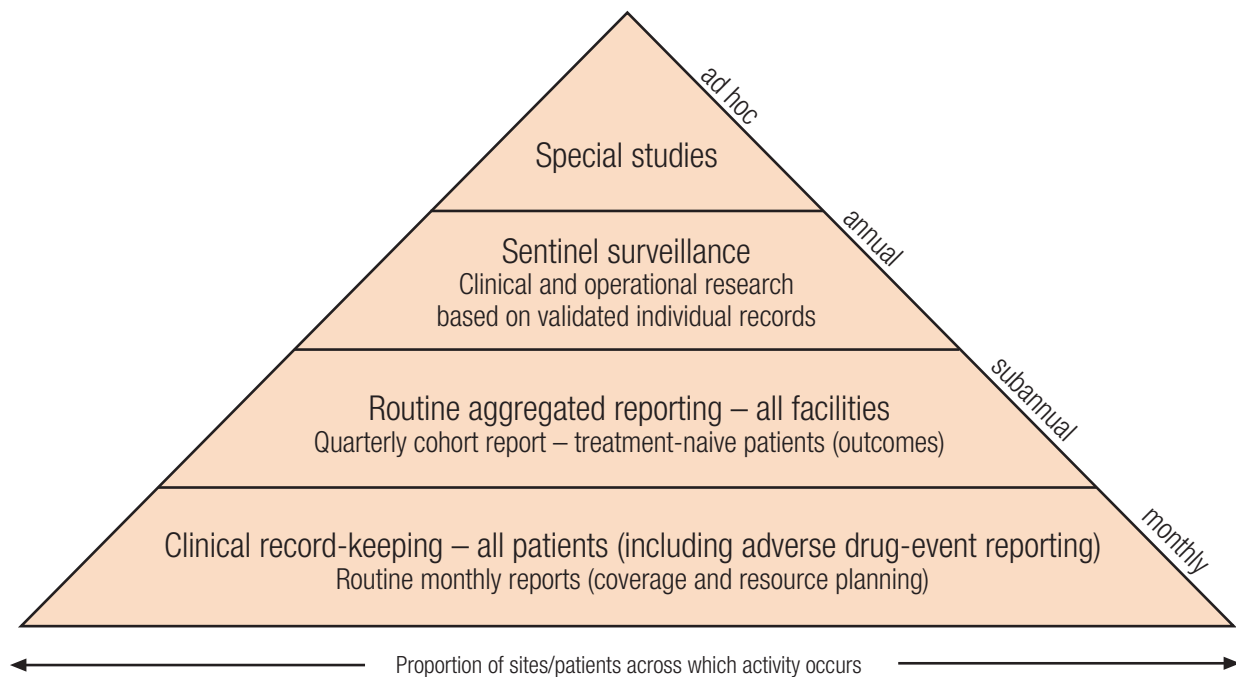 ad hoc
Special studies
annual
Sentinel surveillance
Clinical and operational research
based on validated individual records
subannual
Routine aggregated reporting – all facilities
Quarterly cohort report – treatment-naive patients (outcomes)
monthly
Clinical record-keeping – all patients (including adverse drug-event reporting)
Routine monthly reports (coverage and resource planning)
Proportion of sites/patients across which activity occurs